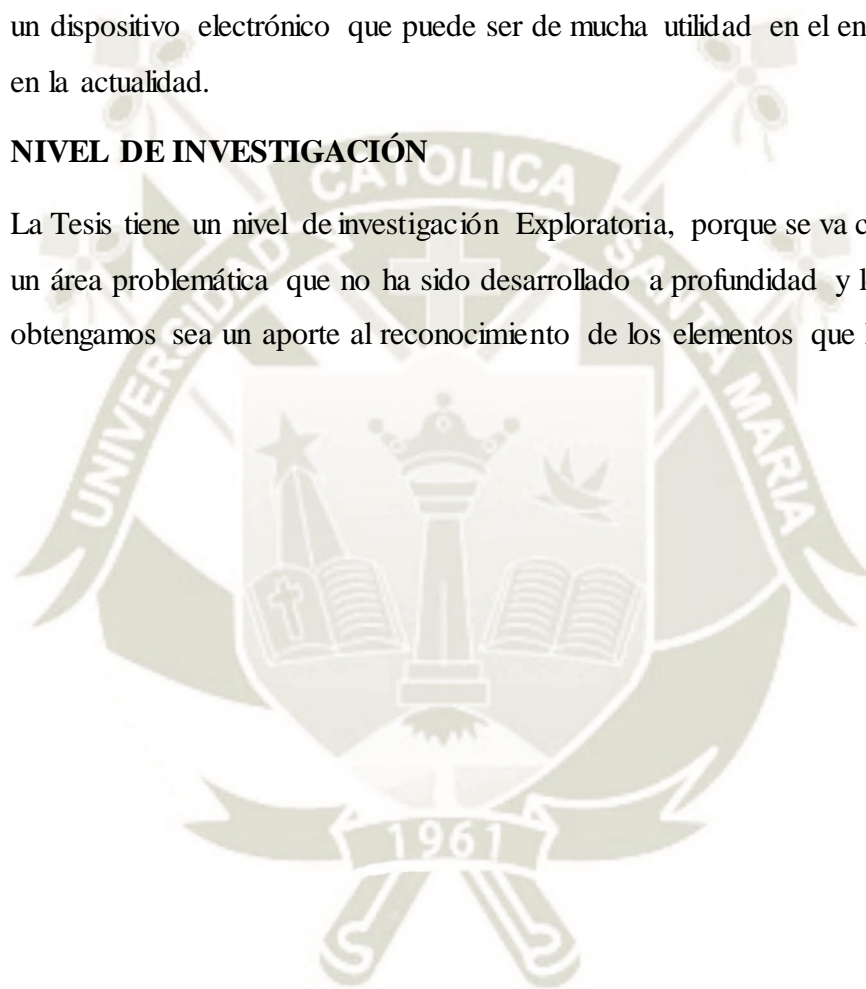 un dispositivo electrónico que puede ser de mucha utilidad en el en
en la actualidad.
NIVEL DE INVESTIGACIÓN
La Tesis tiene un nivel de investigación Exploratoria, porque se va
un área problemática que no ha sido desarrollado a profundidad y
obtengamos sea un aporte al reconocimiento de los elementos que
UNIVERSIDAD CATOLICA SANTA MARIA
1961